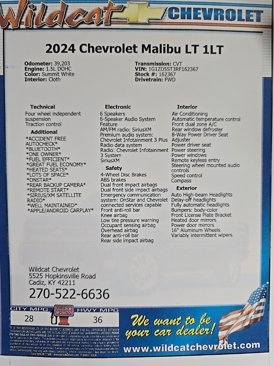 Wildcat CHEVROLET
2024 Chevrolet Malibu LT 1LT
Odometer: 39,203
Engine: 1.5L DOHC
Color: Summit White
Interior: Cloth
Transmission: CVT
VIN: 1G1ZD5ST3RF162367
Stock #: 162367
Drivetrain: FWD
Technical
Four wheel independent
suspension
Traction control
Additional
*ACCIDENT FREE
AUTOCHECK*
*BLUETOOTH*
*ONE OWNER*
*FUEL EFFICIENT*
*GREAT FUEL ECONOMY*
*HEATED SEATS*
*LOTS OF SPACE*
*ONSTAR*
*REAR BACKUP CAMERA*
*REMOTE START*
*SIRIUS/XM SATELLITE
RADIO*
*WELL MAINTAINED*
*APPLE/ANDROID CARPLAY*
Electronic
6 Speakers
6-Speaker Audio System
Feature
AM/FM radio: SiriusXM
Premium audio system:
Chevrolet Infotainment 3 Plus
Radio data system
Radio: Chevrolet Infotainment
3 System
SiriusXM
Safety
4-Wheel Disc Brakes
ABS brakes
Dual front impact airbags
Dual front side impact airbags
Emergency communication
system: OnStar and Chevrolet
connected services capable
Front anti-roll bar
Knee airbag
Low tire pressure warning
Occupant sensing airbag
Overhead airbag
Rear anti-roll bar
Rear side impact airbag
Interior
Air Conditioning
Automatic temperature control
Front dual zone A/C
Rear window defroster
8-Way Power Driver Seat
Adjuster
Power driver seat
Power steering
Power windows
Remote keyless entry
Steering wheel mounted audio
controls
Speed control
Compass
Exterior
Auto High-beam Headlights
Delay-off headlights
Fully automatic headlights
Bumpers: body-color
Front License Plate Bracket
Heated door mirrors
Power door mirrors
16" Aluminum Wheels
Variably intermittent wipers
Wildcat Chevrolet
5525 Hopkinsville Road
Cadiz, KY 42211
270-522-6636
CITY MPG
28
HWY MPG
36
We want to be
your car dealer!
www.wildcatchevrolet.com